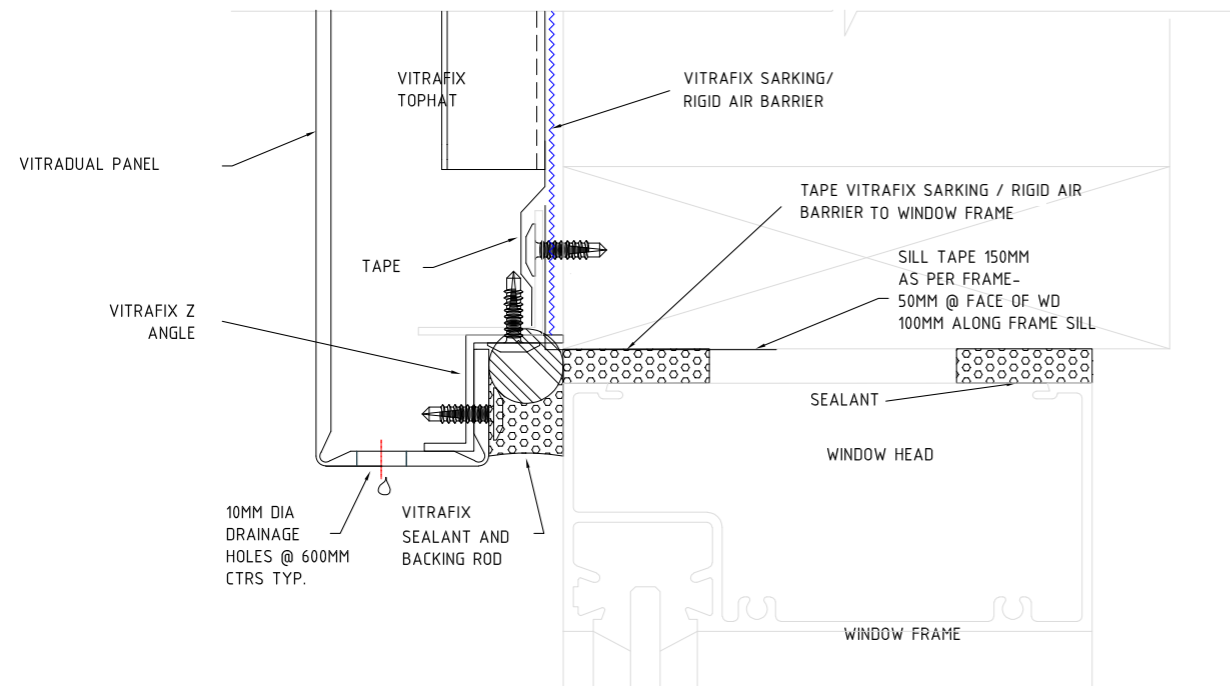 VITRAFIX
TOPHAT
VITRAFIX SARKING/
RIGID AIR BARRIER
VITRADUAL PANEL
TAPE VITRAFIX SARKING / RIGID AIR
BARRIER TO WINDOW FRAME
TAPE
SILL TAPE 150MM
AS PER FRAME-
50MM @ FACE OF WD
100MM ALONG FRAME SILL
VITRAFIX Z
ANGLE
SEALANT
WINDOW HEAD
10MM DIA
DRAINAGE
HOLES @ 600MM
CTRS TYP.
VITRAFIX
SEALANT AND
BACKING ROD
WINDOW FRAME